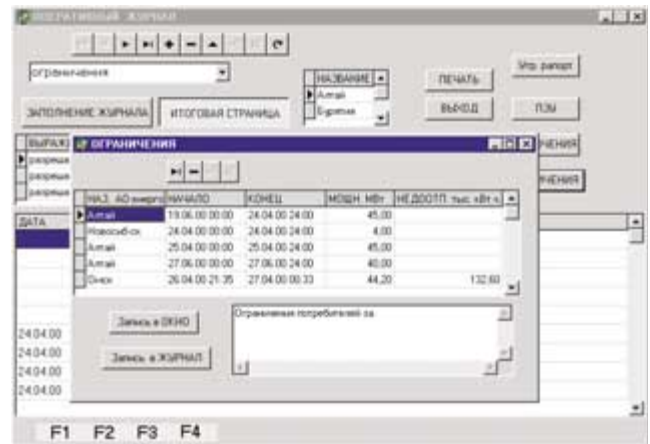 ОПЕРАТИВНЫЙ ЖУРНАЛ
ограничения
НАЗВАНИЕ
Алтай
Бурятия
ПЕЧАТЬ
Утр. рапорт
ЗАПОЛНЕНИЕ ЖУРНАЛА
ИТОГОВАЯ СТРАНИЦА
ВЫХОД
ПЭУ
ВЫРАЖ
разреше
разреше
разреше
ЧЕНИЯ
ИЧЕНИЯ
ОГРАНИЧЕНИЯ
НАЗ. АО энерго НАЧАЛО КОНЕЦ МОЩН. МВт НЕДООТП. тыс. кВт.ч.
Алтай 19.06.00 00:00 24.04.00 24:00 45,00
Новосиб-ск 24.04.00 00:00 24.04.00 24:00 4,00
Алтай 25.04.00 00:00 25.04.00 24:00 45,00
Алтай 27.06.00 00:00 27.06.00 24:00 40,00
Омск 26.04.00 21:35 27.04.00 00:33 44,20 132,60
ДАТА
Запись в ОКНО
Запись в ЖУРНАЛ
Ограничения потребителей за
24.04.00
24.04.00
24.04.00
24.04.00
F1 F2 F3 F4